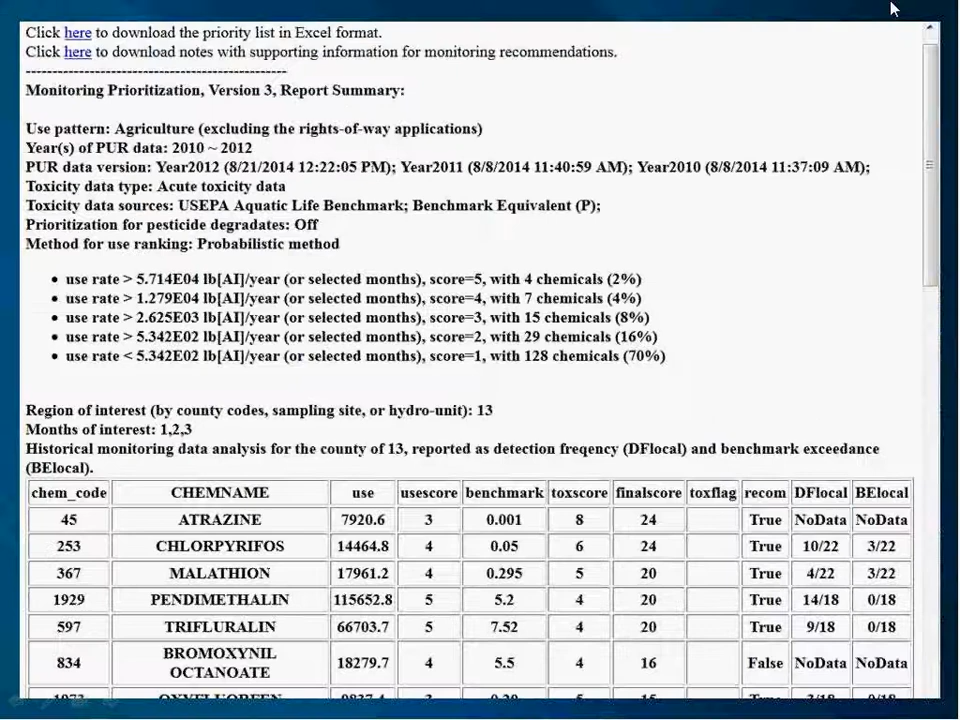 Click here to download the priority list in Excel format.
Click here to download notes with supporting information for monitoring recommendations.
--------------------------------------------------
Monitoring Prioritization, Version 3, Report Summary:
Use pattern: Agriculture (excluding the rights-of-way applications)
Year(s) of PUR data: 2010 ~ 2012
PUR data version: Year2012 (8/21/2014 12:22:05 PM); Year2011 (8/8/2014 11:40:59 AM); Year2010 (8/8/2014 11:37:09 AM);
Toxicity data type: Acute toxicity data
Toxicity data sources: USEPA Aquatic Life Benchmark; Benchmark Equivalent (P);
Prioritization for pesticide degradates: Off
Method for use ranking: Probabilistic method
• use rate > 5.714E04 lb[AI]/year (or selected months), score=5, with 4 chemicals (2%)
• use rate > 1.279E04 lb[AI]/year (or selected months), score=4, with 7 chemicals (4%)
• use rate > 2.625E03 lb[AI]/year (or selected months), score=3, with 15 chemicals (8%)
• use rate > 5.342E02 lb[AI]/year (or selected months), score=2, with 29 chemicals (16%)
• use rate < 5.342E02 lb[AI]/year (or selected months), score=1, with 128 chemicals (70%)
Region of interest (by county codes, sampling site, or hydro-unit): 13
Months of interest: 1,2,3
Historical monitoring data analysis for the county of 13, reported as detection freqency (DFlocal) and benchmark exceedance
(BElocal).
chem_code CHEMNAME use usescore benchmark toxscore finalscore toxflag recom DFlocal BElocal
45 ATRAZINE 7920.6 3 0.001 8 24 True NoData NoData
253 CHLORPYRIFOS 14464.8 4 0.05 6 24 True 10/22 3/22
367 MALATHION 17961.2 4 0.295 5 20 True 4/22 3/22
1929 PENDIMETHALIN 115652.8 5 5.2 4 20 True 14/18 0/18
597 TRIFLURALIN 66703.7 5 7.52 4 20 True 9/18 0/18
834 BROMOXYNIL OCTANOATE 18279.7 4 5.5 4 16 False NoData NoData